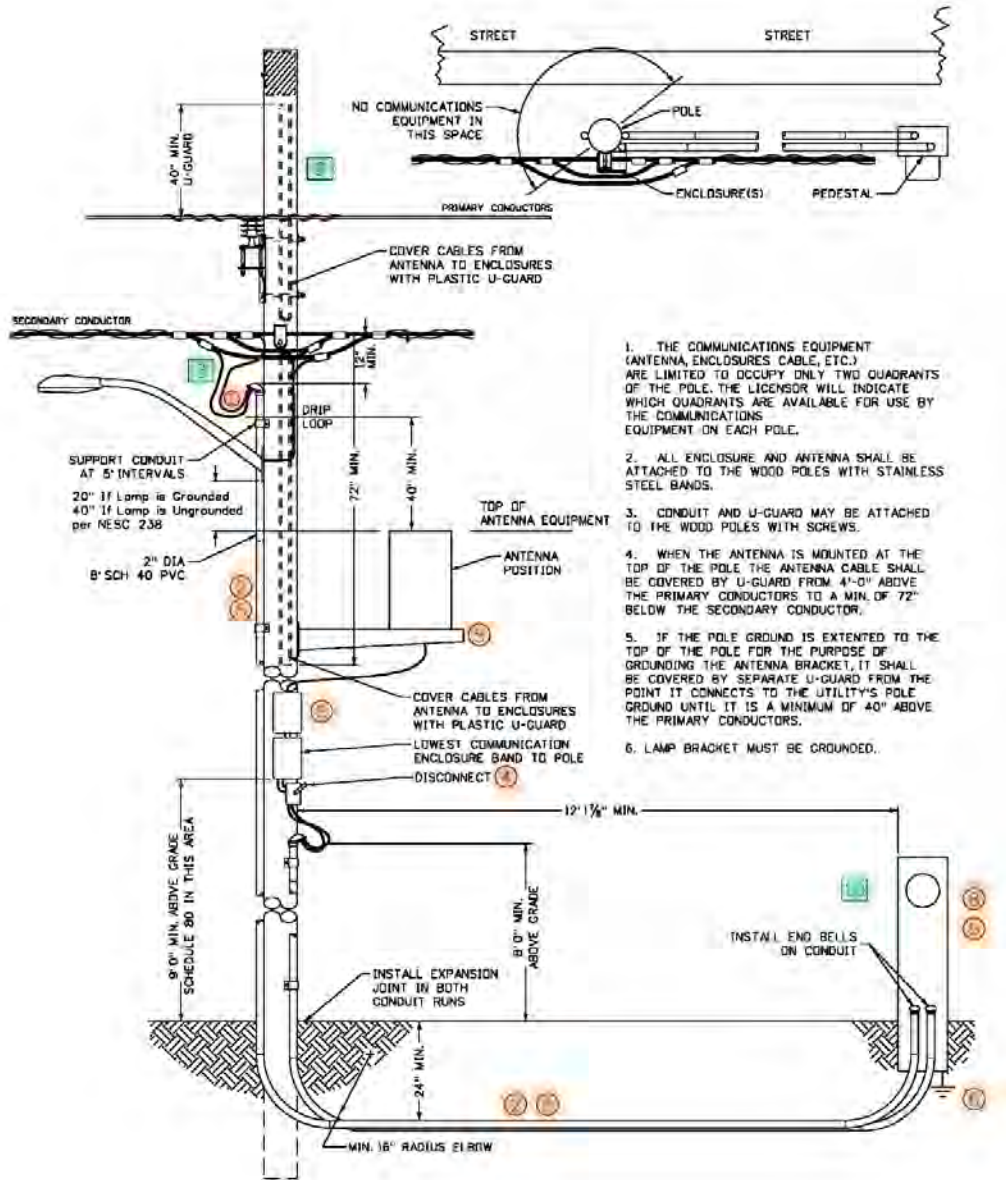 STREET
STREET
NO COMMUNICATIONS
EQUIPMENT IN
THIS SPACE
POLE
ENCLOSURE(S)
PEDESTAL
40" MIN.
U-GUARD
PRIMARY CONDUCTORS
COVER CABLES FROM
ANTENNA TO ENCLOSURES
WITH PLASTIC U-GUARD
SECONDARY CONDUCTOR
12"
MIN.
DRIP
LOOP
SUPPORT CONDUIT
AT 5' INTERVALS
20" If Lamp is Grounded
40" If Lamp is Ungrounded
per NESC 238
2" DIA
8' SCH 40 PVC
72" MIN.
40" MIN.
TOP OF
ANTENNA EQUIPMENT
ANTENNA
POSITION
COVER CABLES FROM
ANTENNA TO ENCLOSURES
WITH PLASTIC U-GUARD
LOWEST COMMUNICATION
ENCLOSURE BAND TO POLE
DISCONNECT 4
1. THE COMMUNICATIONS EQUIPMENT
(ANTENNA, ENCLOSURES CABLE, ETC.)
ARE LIMITED TO OCCUPY ONLY TWO QUADRANTS
OF THE POLE. THE LICENSOR WILL INDICATE
WHICH QUADRANTS ARE AVAILABLE FOR USE BY
THE COMMUNICATIONS
EQUIPMENT ON EACH POLE.
2. ALL ENCLOSURE AND ANTENNA SHALL BE
ATTACHED TO THE WOOD POLES WITH STAINLESS
STEEL BANDS.
3. CONDUIT AND U-GUARD MAY BE ATTACHED
TO THE WOOD POLES WITH SCREWS.
4. WHEN THE ANTENNA IS MOUNTED AT THE
TOP OF THE POLE THE ANTENNA CABLE SHALL
BE COVERED BY U-GUARD FROM 4'-0" ABOVE
THE PRIMARY CONDUCTORS TO A MIN. OF 72"
BELOW THE SECONDARY CONDUCTOR.
5. IF THE POLE GROUND IS EXTENTED TO THE
TOP OF THE POLE FOR THE PURPOSE OF
GROUNDING THE ANTENNA BRACKET, IT SHALL
BE COVERED BY SEPARATE U-GUARD FROM THE
POINT IT CONNECTS TO THE UTILITY'S POLE
GROUND UNTIL IT IS A MINIMUM OF 40" ABOVE
THE PRIMARY CONDUCTORS.
6. LAMP BRACKET MUST BE GROUNDED.
12'1⅞" MIN.
9'0" MIN. ABOVE GRADE
SCHEDULE 80 IN THIS AREA
8'0" MIN.
ABOVE GRADE
INSTALL END BELLS
ON CONDUIT
INSTALL EXPANSION
JOINT IN BOTH
CONDUIT RUNS
24" MIN.
MIN. 16" RADIUS ELBOW